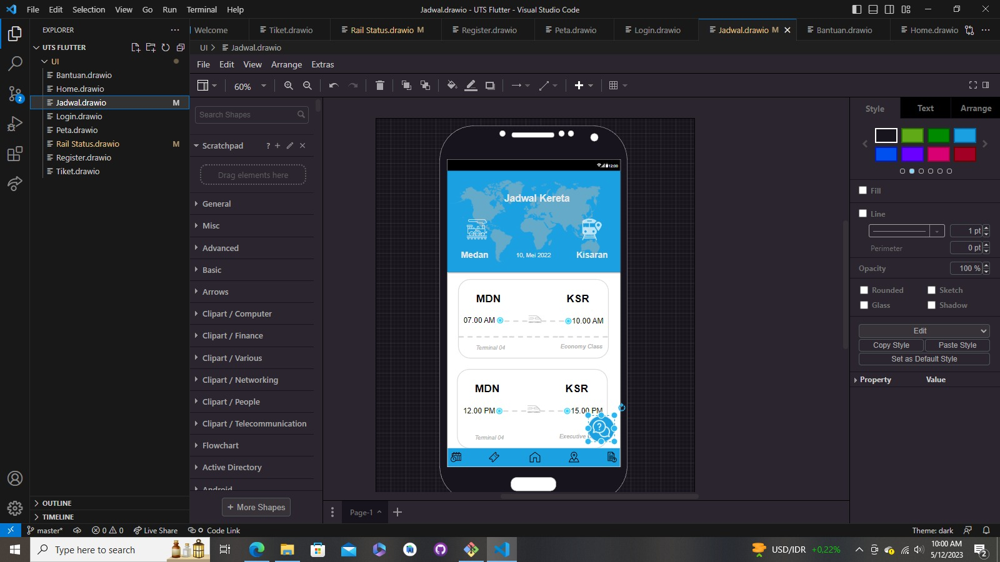 File Edit Selection View Go Run Terminal Help
Jadwal.drawio - UTS Flutter - Visual Studio Code
EXPLORER
Welcome
Tiket.drawio
Rail Status.drawio M
Register.drawio
Peta.drawio
Login.drawio
Jadwal.drawio M
Bantuan.drawio
Home.drawio
UTS FLUTTER
UI
Bantuan.drawio
Home.drawio
Jadwal.drawio M
Login.drawio
Peta.drawio
Rail Status.drawio M
Register.drawio
Tiket.drawio
OUTLINE
TIMELINE
UI > Jadwal.drawio
File Edit View Arrange Extras
60%
Search Shapes
Scratchpad ?
Drag elements here
General
Misc
Advanced
Basic
Arrows
Clipart / Computer
Clipart / Finance
Clipart / Various
Clipart / Networking
Clipart / People
Clipart / Telecommunication
Flowchart
Active Directory
Android
+ More Shapes
12:00
Jadwal Kereta
Medan 10, Mei 2022 Kisaran
MDN KSR
07.00 AM 10.00 AM
Terminal 04 Economy Class
MDN KSR
12.00 PM 15.00 PM
Terminal 04 Executive
Page-1
Style Text Arrange
Fill
Line
1 pt
Perimeter 0 pt
Opacity 100 %
Rounded Sketch
Glass Shadow
Edit
Copy Style Paste Style
Set as Default Style
Property Value
2
master* 0 0 Live Share Code Link
Theme: dark
Type here to search
USD/IDR +0,22%
10:00 AM
5/12/2023
2